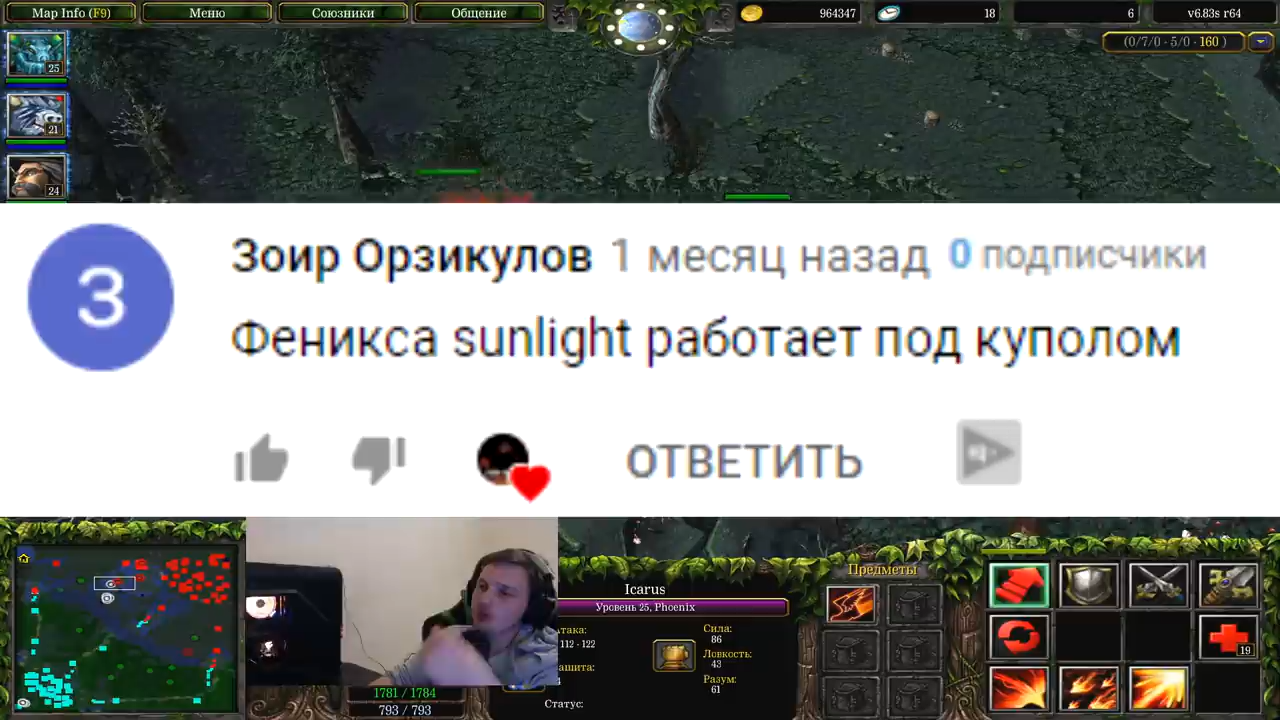 Map Info (F9)
Меню
Союзники
Общение
964347
18
6
v6.83s r64
(0/7/0 - 5/0 - 160 )
25
21
24
З
Зоир Орзикулов 1 месяц назад 0 подписчики
Феникса sunlight работает под куполом
ОТВЕТИТЬ
Icarus
Уровень 25, Phoenix
112 - 122
Сила:
86
Ловкость:
43
Разум:
61
Статус:
1781 / 1784
793 / 793
Предметы
19